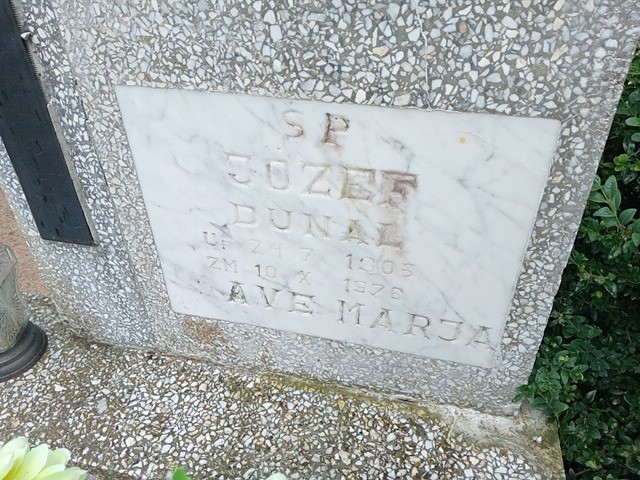 SP
JÓZEF
DUNAL
UR 24 7 1905
ZM 10 X 1976
AVE MARJA